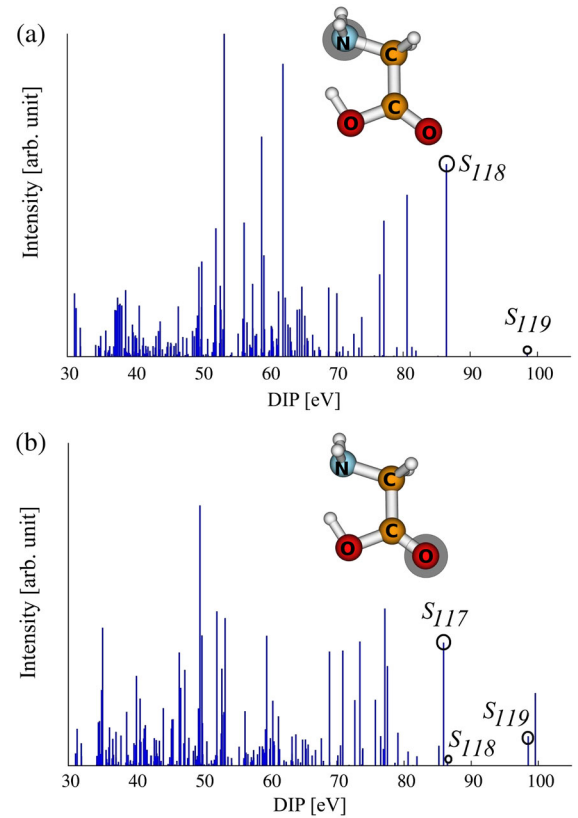 (a)
N
C
C
O
O
S118
S119
Intensity [arb. unit]
30 40 50 60 70 80 90 100
DIP [eV]
(b)
N
C
C
O
O
S117
S119
S118
Intensity [arb. unit]
30 40 50 60 70 80 90 100
DIP [eV]